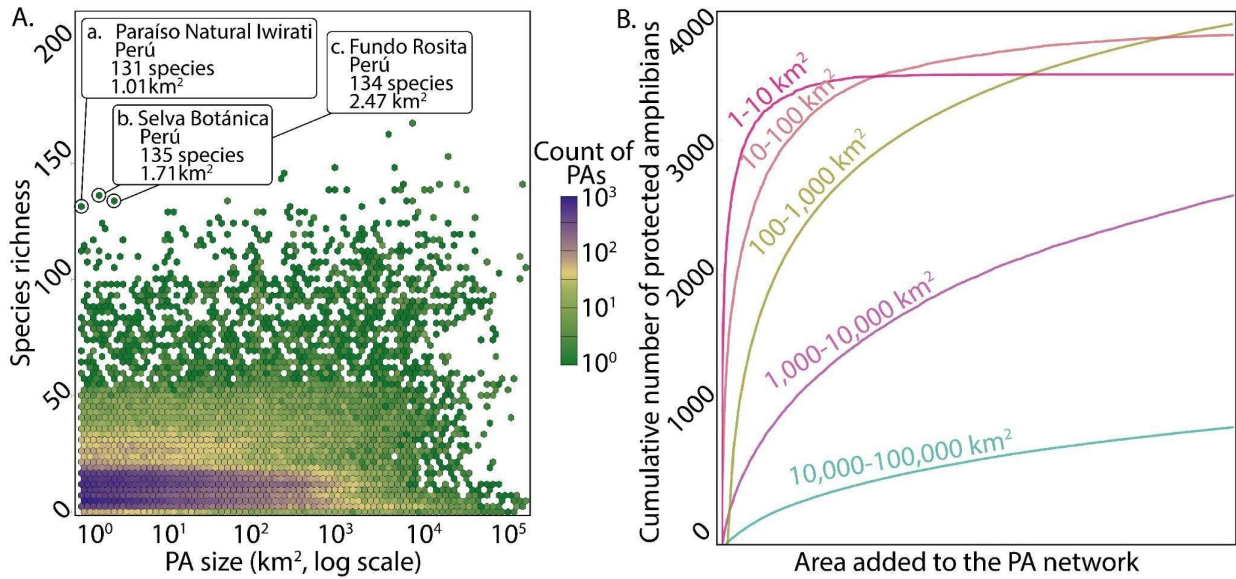 A.
200
150
100
50
0
Species richness
a. Paraíso Natural Iwirati
Perú
131 species
1.01km²
b. Selva Botánica
Perú
135 species
1.71km²
c. Fundo Rosita
Perú
134 species
2.47 km²
Count of
PAs
10³
10²
10¹
10⁰
10⁰ 10¹ 10² 10³ 10⁴ 10⁵
PA size (km², log scale)
B.
4000
3000
2000
1000
0
Cumulative number of protected amphibians
1-10 km²
10-100 km²
100-1,000 km²
1,000-10,000 km²
10,000-100,000 km²
Area added to the PA network